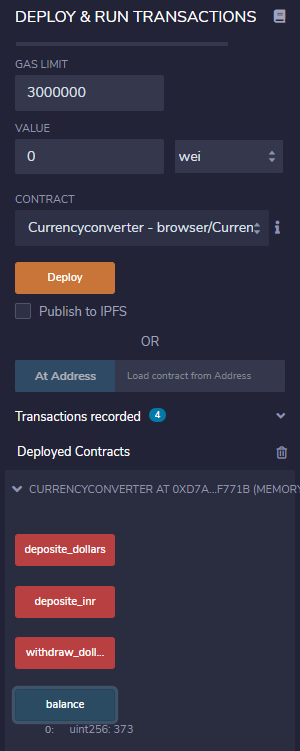 DEPLOY & RUN TRANSACTIONS
GAS LIMIT
3000000
VALUE
0 wei
CONTRACT
Currencyconverter - browser/Curren
Deploy
Publish to IPFS
OR
At Address Load contract from Address
Transactions recorded 4
Deployed Contracts
CURRENCYCONVERTER AT 0XD7A...F771B (MEMORY
deposite_dollars
deposite_inr
withdraw_doll...
balance
0: uint256: 373